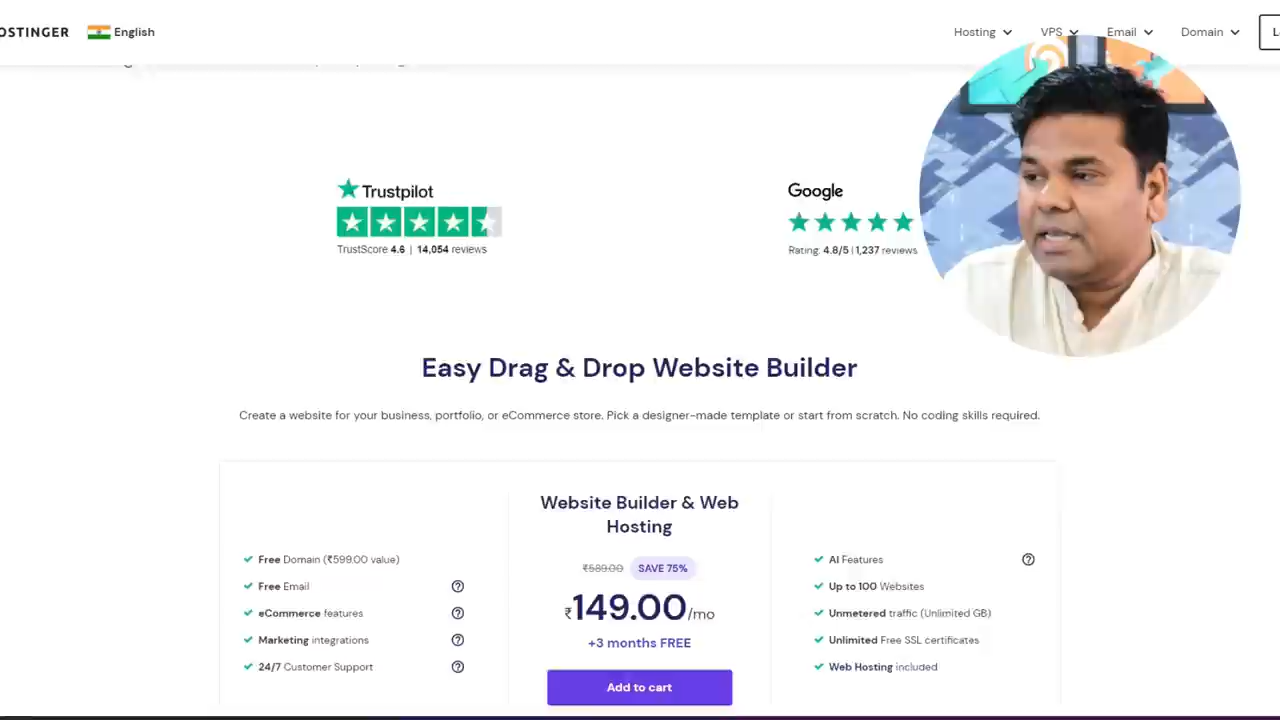 OSTINGER
English
Hosting
VPS
Email
Domain
Trustpilot
TrustScore 4.6 | 14,054 reviews
Google
Rating: 4.8/5 | 1,237 reviews
Easy Drag & Drop Website Builder
Create a website for your business, portfolio, or eCommerce store. Pick a designer-made template or start from scratch. No coding skills required.
Free Domain (₹599.00 value)
Free Email
eCommerce features
Marketing integrations
24/7 Customer Support
Website Builder & Web
Hosting
₹589.00 SAVE 75%
₹149.00/mo
+3 months FREE
Add to cart
AI Features
Up to 100 Websites
Unmetered traffic (Unlimited GB)
Unlimited Free SSL certificates
Web Hosting included